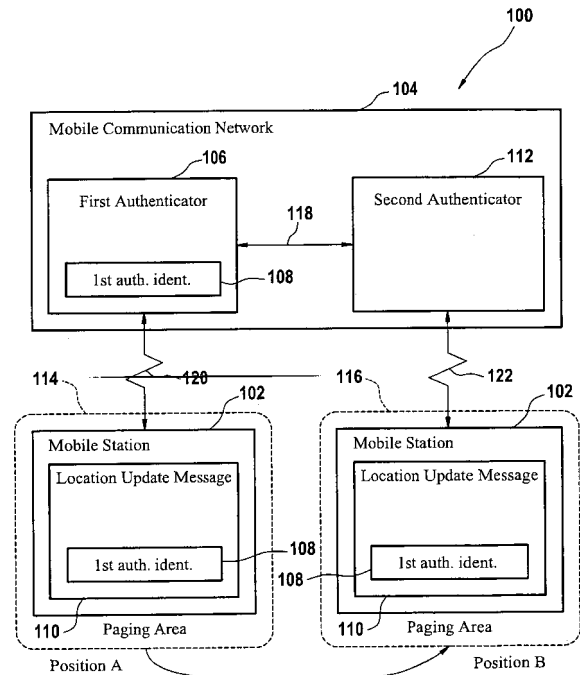 100
104
Mobile Communication Network
106
112
First Authenticator
Second Authenticator
118
1st auth. ident.
108
114
120
116
122
102
102
Mobile Station
Mobile Station
Location Update Message
Location Update Message
108
1st auth. ident.
108
1st auth. ident.
110
Paging Area
110
Paging Area
Position A
Position B